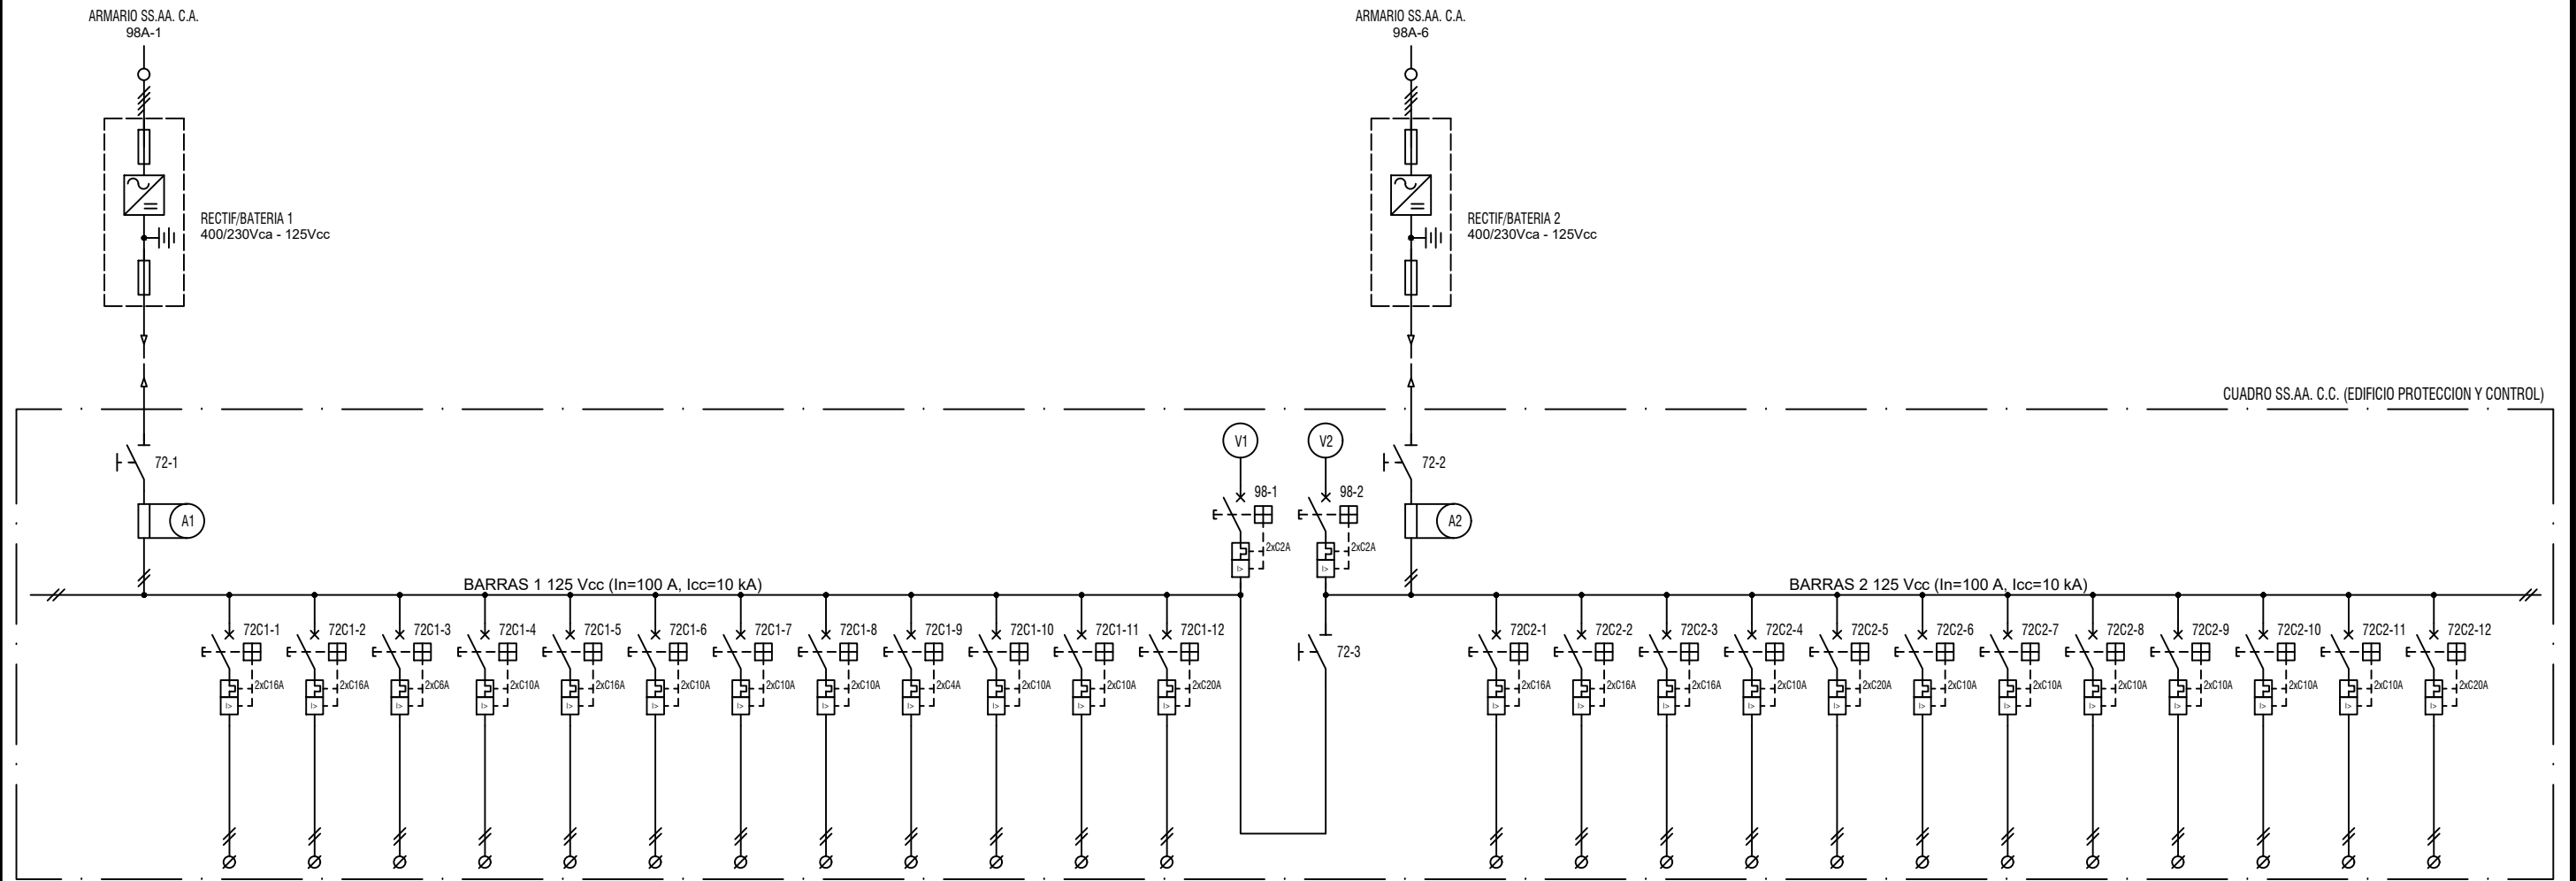 ARMARIO SS.AA. C.A.
98A-1
ARMARIO SS.AA. C.A.
98A-6
RECTIF/BATERIA 1
400/230Vca - 125Vcc
RECTIF/BATERIA 2
400/230Vca - 125Vcc
CUADRO SS.AA. C.C. (EDIFICIO PROTECCION Y CONTROL)
72-1
A1
V1
98-1
2xC2A
I>
V2
98-2
2xC2A
I>
72-2
A2
BARRAS 1 125 Vcc (In=100 A, Icc=10 kA)
BARRAS 2 125 Vcc (In=100 A, Icc=10 kA)
72C1-1
2xC16A
I>
72C1-2
2xC16A
I>
72C1-3
2xC6A
I>
72C1-4
2xC10A
I>
72C1-5
2xC16A
I>
72C1-6
2xC10A
I>
72C1-7
2xC10A
I>
72C1-8
2xC10A
I>
72C1-9
2xC4A
I>
72C1-10
2xC10A
I>
72C1-11
2xC10A
I>
72C1-12
2xC20A
I>
72-3
72C2-1
2xC16A
I>
72C2-2
2xC16A
I>
72C2-3
2xC16A
I>
72C2-4
2xC10A
I>
72C2-5
2xC20A
I>
72C2-6
2xC10A
I>
72C2-7
2xC10A
I>
72C2-8
2xC10A
I>
72C2-9
2xC10A
I>
72C2-10
2xC10A
I>
72C2-11
2xC10A
I>
72C2-12
2xC20A
I>